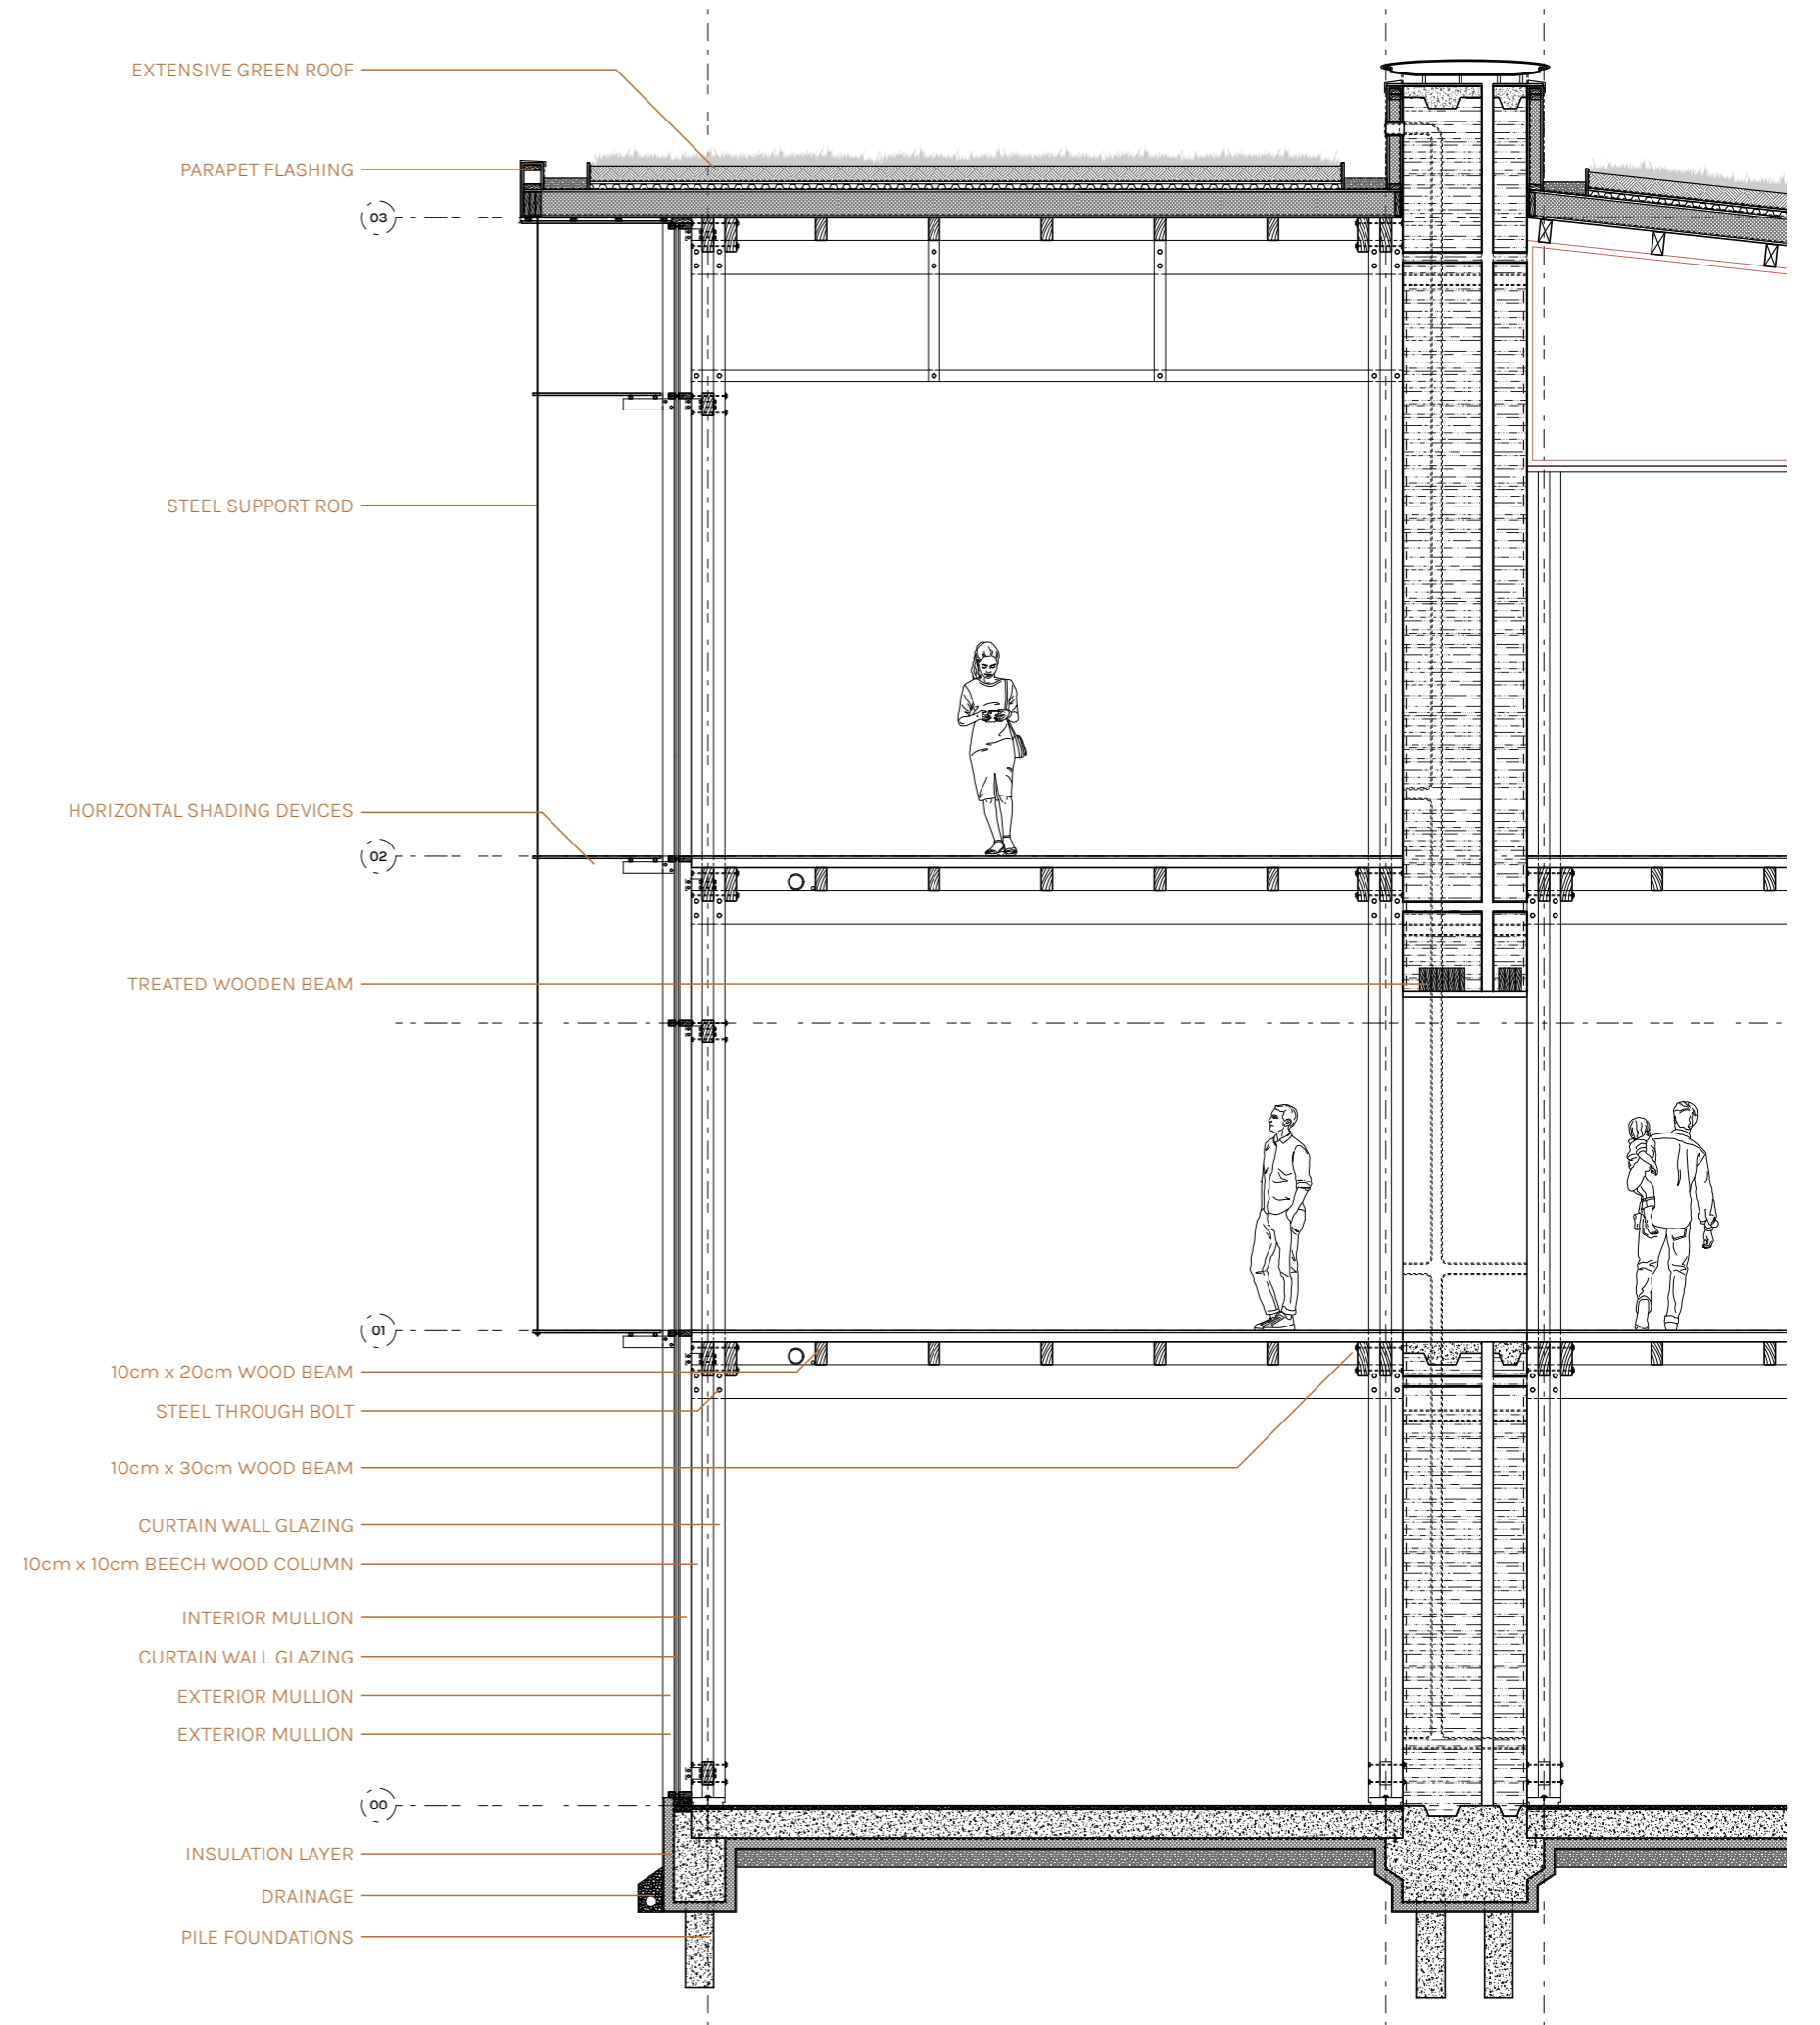 EXTENSIVE GREEN ROOF
PARAPET FLASHING
03
STEEL SUPPORT ROD
HORIZONTAL SHADING DEVICES
02
TREATED WOODEN BEAM
01
10cm x 20cm WOOD BEAM
STEEL THROUGH BOLT
10cm x 30cm WOOD BEAM
CURTAIN WALL GLAZING
10cm x 10cm BEECH WOOD COLUMN
INTERIOR MULLION
CURTAIN WALL GLAZING
EXTERIOR MULLION
EXTERIOR MULLION
00
INSULATION LAYER
DRAINAGE
PILE FOUNDATIONS